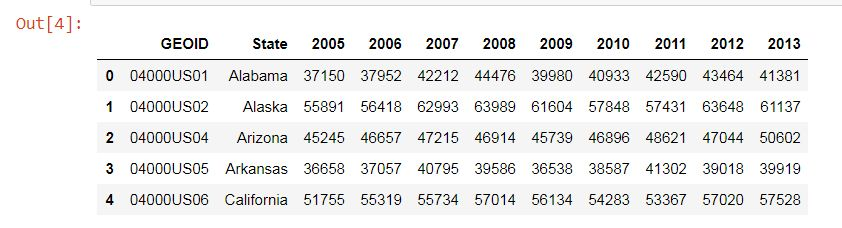 Out[4]:
GEOID State 2005 2006 2007 2008 2009 2010 2011 2012 2013
0 04000US01 Alabama 37150 37952 42212 44476 39980 40933 42590 43464 41381
1 04000US02 Alaska 55891 56418 62993 63989 61604 57848 57431 63648 61137
2 04000US04 Arizona 45245 46657 47215 46914 45739 46896 48621 47044 50602
3 04000US05 Arkansas 36658 37057 40795 39586 36538 38587 41302 39018 39919
4 04000US06 California 51755 55319 55734 57014 56134 54283 53367 57020 57528